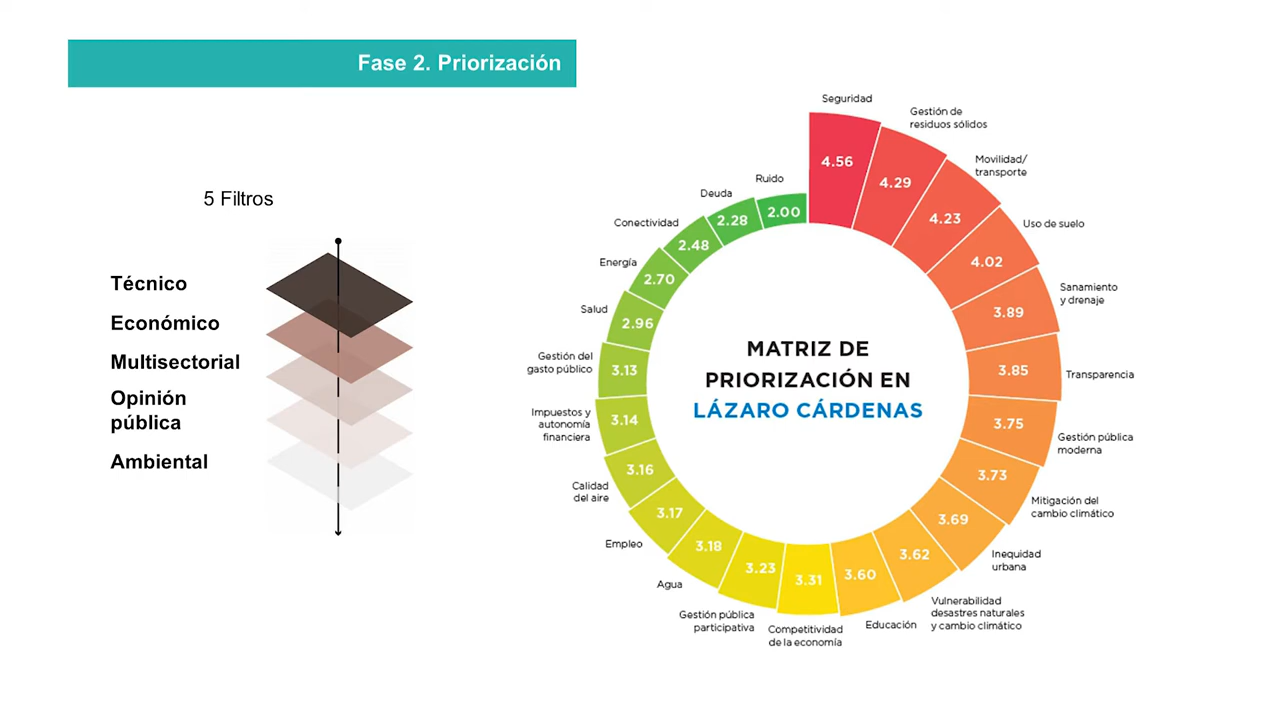 Fase 2. Priorización
5 Filtros
Técnico
Económico
Multisectorial
Opinión
pública
Ambiental
MATRIZ DE
PRIORIZACIÓN EN
LÁZARO CÁRDENAS
Seguridad
4.56
Gestión de
residuos sólidos
4.29
Movilidad/
transporte
4.23
Uso de suelo
4.02
Sanamiento
y drenaje
3.89
Transparencia
3.85
Gestión pública
moderna
3.75
Mitigación del
cambio climático
3.73
Inequidad
urbana
3.69
Vulnerabilidad
desastres naturales
y cambio climático
3.62
Educación
3.60
Competitividad
de la economía
3.31
Gestión pública
participativa
3.23
Agua
3.18
Empleo
3.17
Calidad
del aire
3.16
Impuestos y
autonomía
financiera
3.14
Gestión del
gasto público
3.13
Salud
2.96
Energía
2.70
Conectividad
2.48
Deuda
2.28
Ruido
2.00